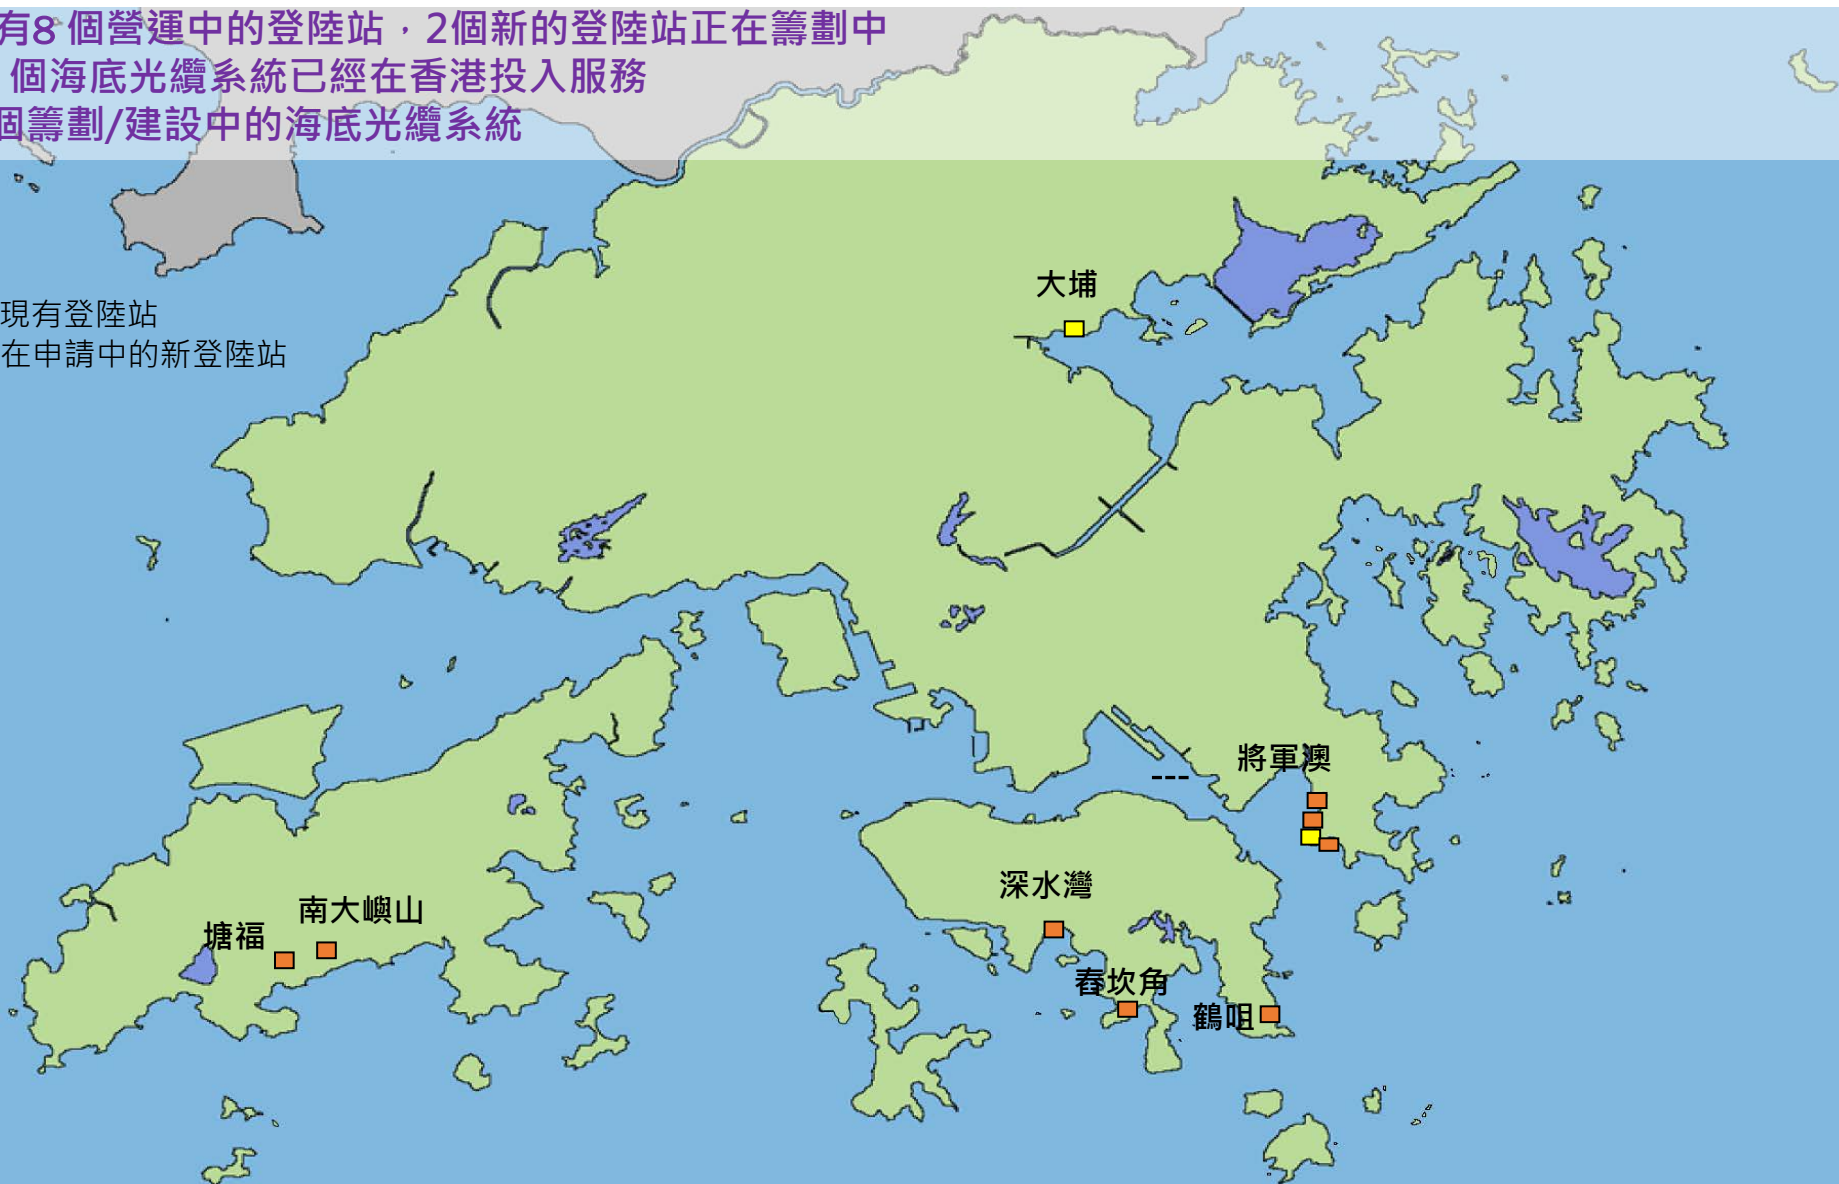 有8 個營運中的登陸站，2個新的登陸站正在籌劃中
個海底光纜系統已經在香港投入服務
個籌劃/建設中的海底光纜系統
現有登陸站
在申請中的新登陸站
大埔
將軍澳
---
深水灣
南大嶼山
塘福
舂坎角
鶴咀